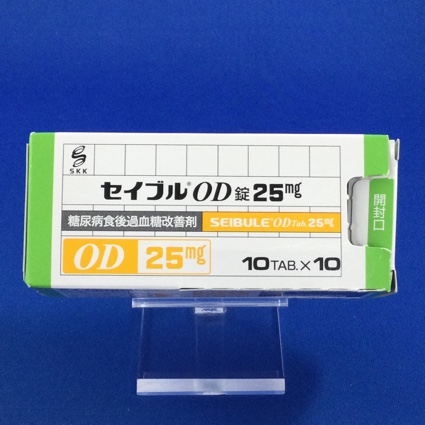 SKK
セイブル®OD錠25mg
糖尿病食後過血糖改善剤 SEIBULE®OD Tab.25mg
OD 25mg
10TAB.×10
開封口